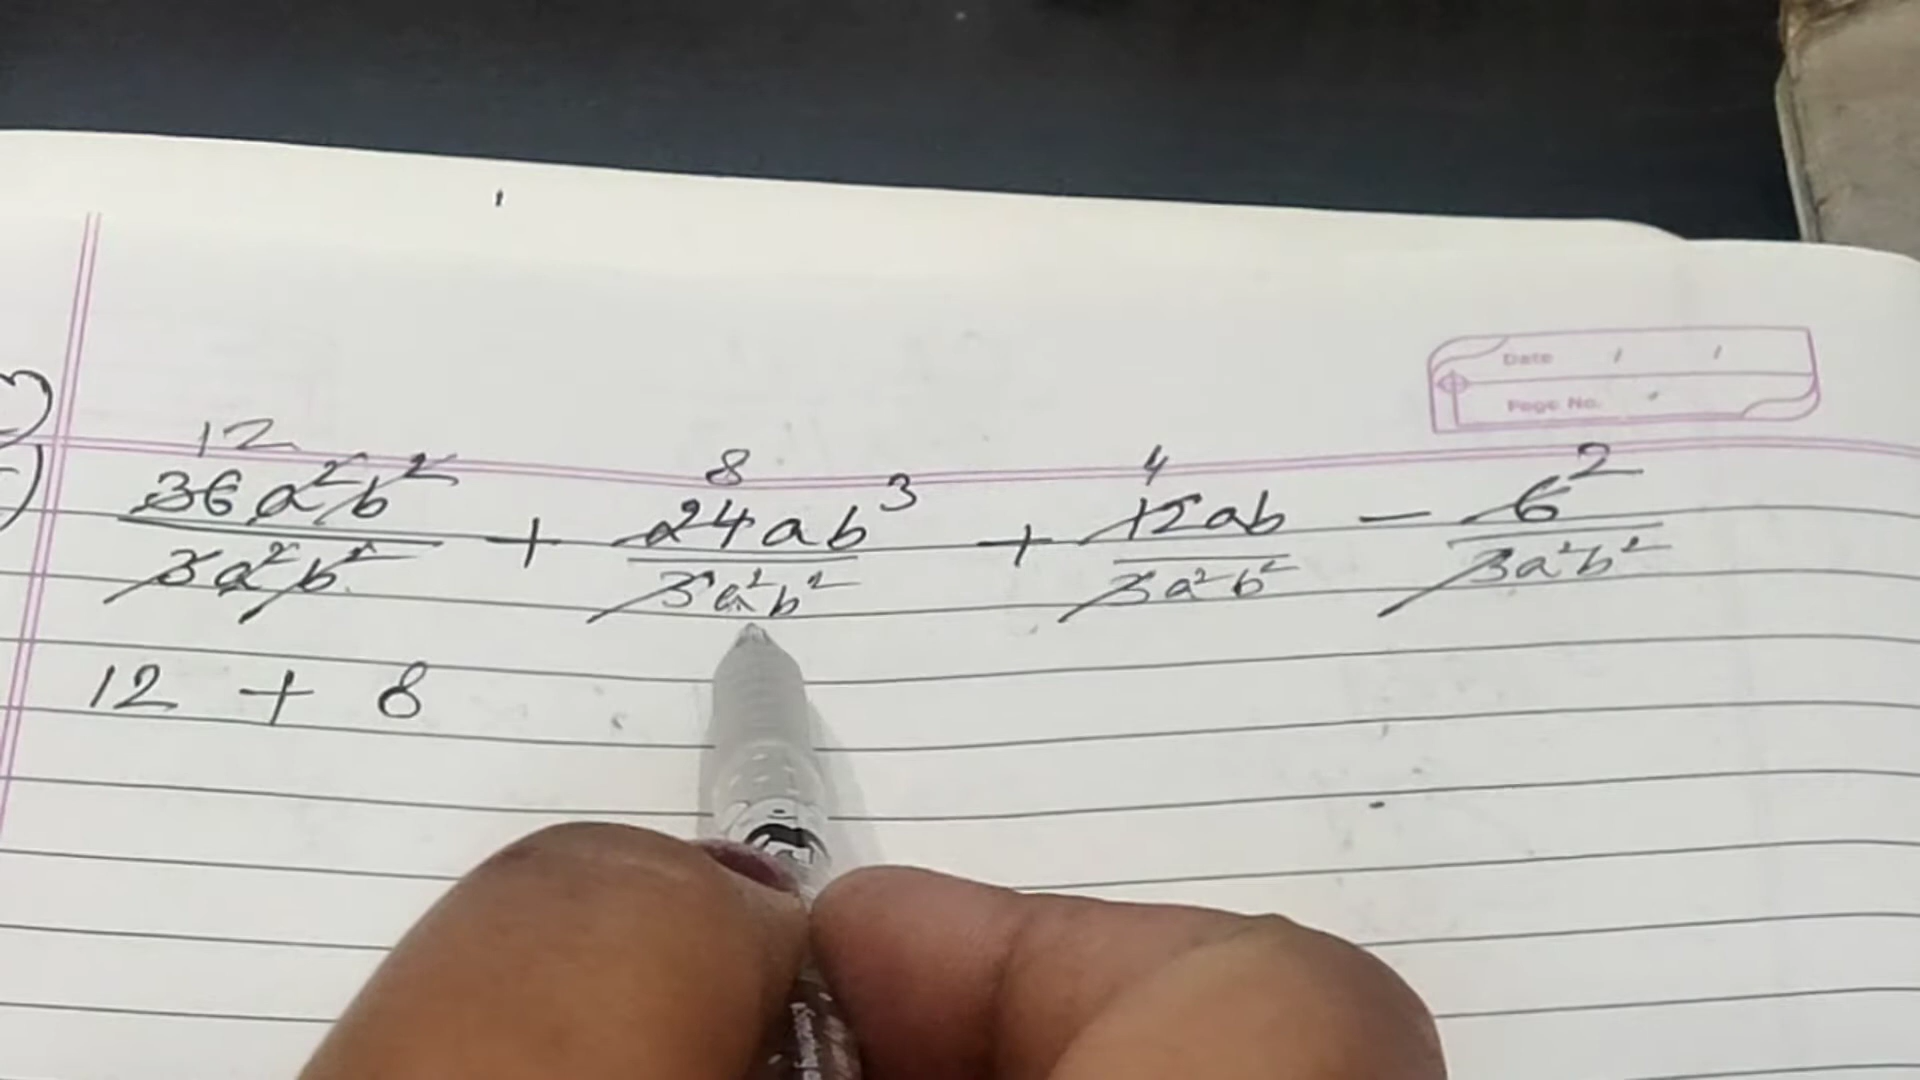 Date / /
Page No.
12 8 4 2
36a²b² + 24ab³ + 12ab - 6
3a²b² 3a²b² 3a²b² 3a²b²
12 + 8